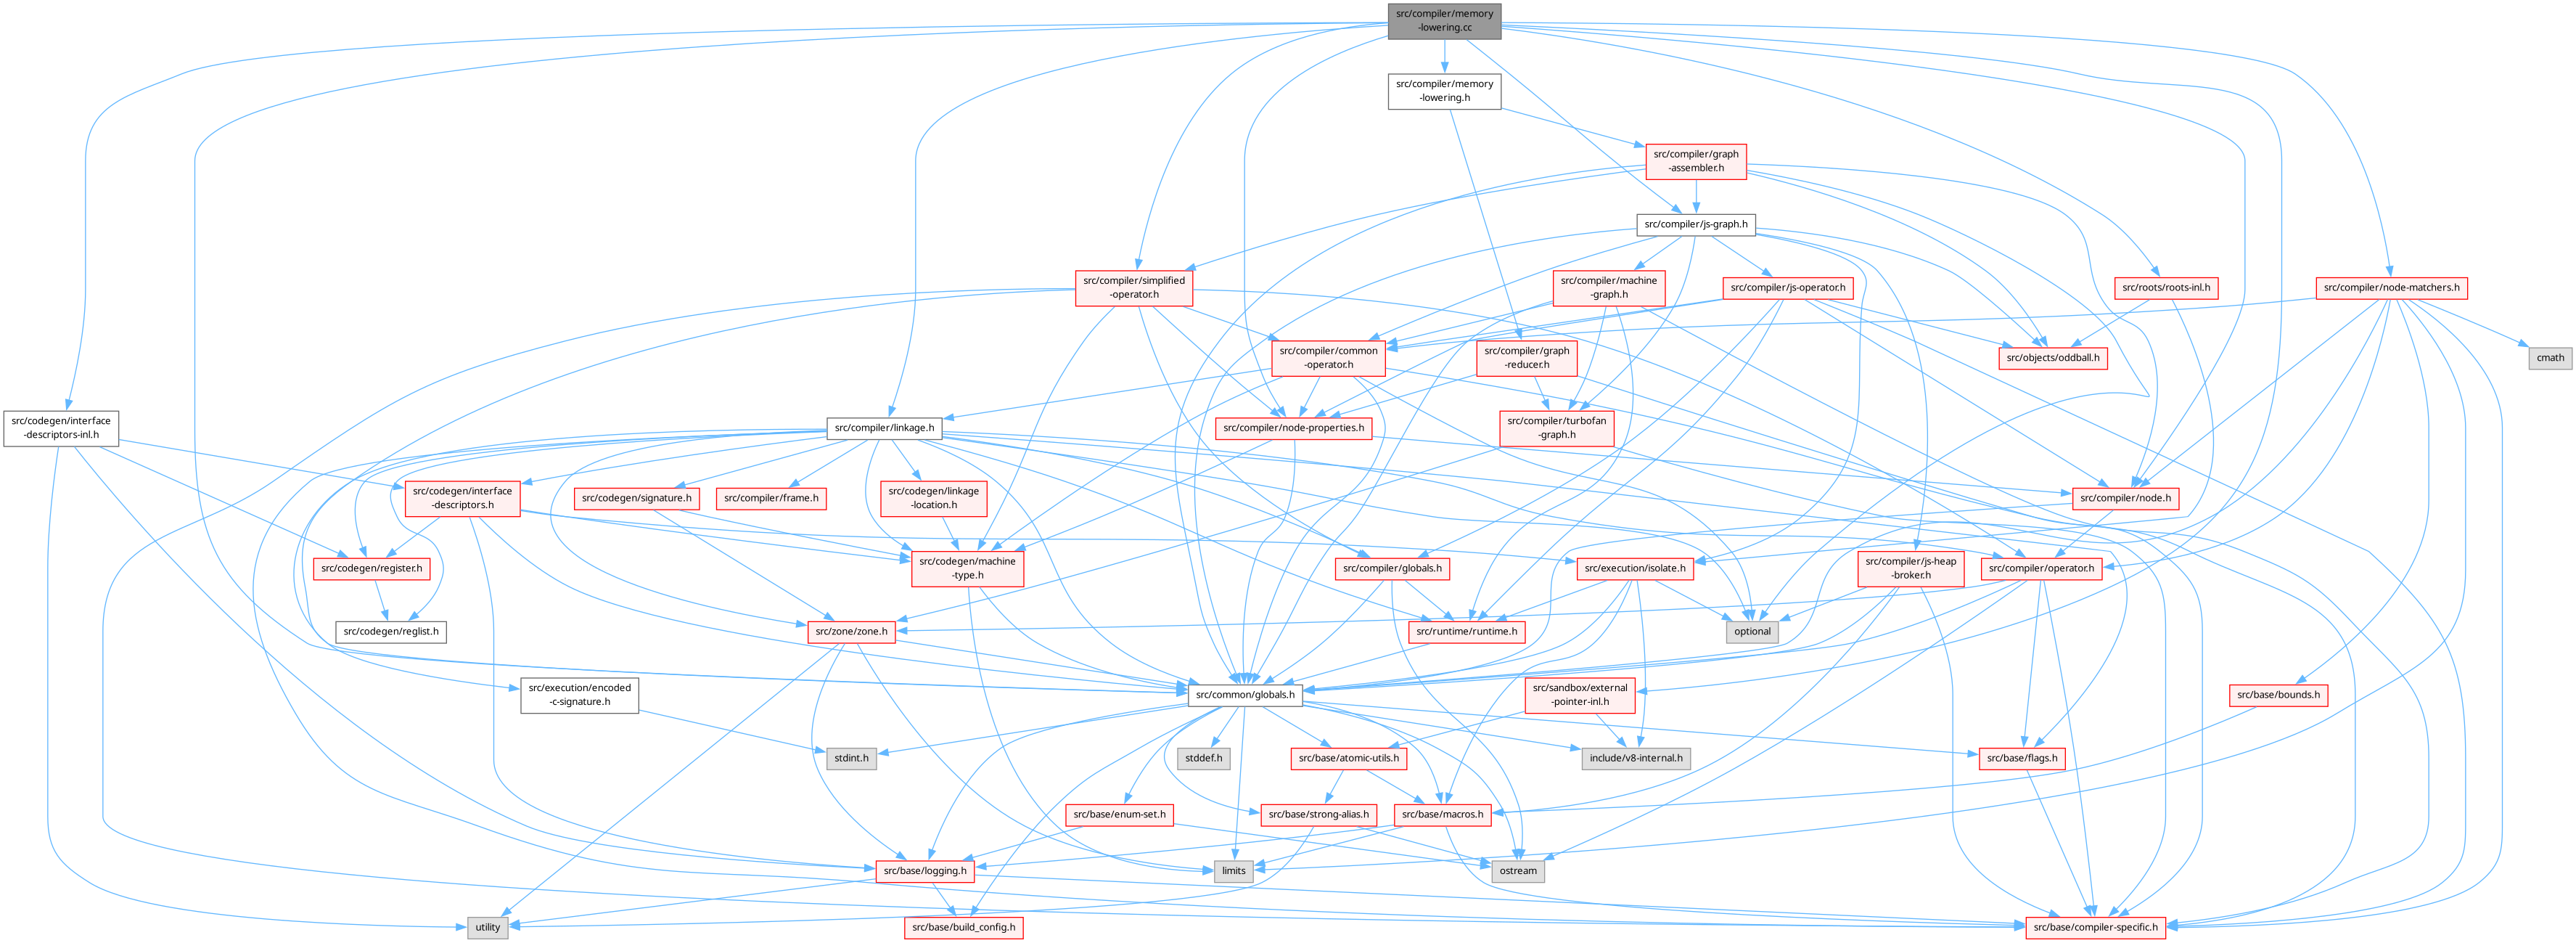 src/compiler/memory
-lowering.cc
src/compiler/memory
-lowering.h
src/compiler/graph
-assembler.h
src/compiler/js-graph.h
src/compiler/simplified
-operator.h
src/compiler/machine
-graph.h
src/compiler/js-operator.h
src/roots/roots-inl.h
src/compiler/node-matchers.h
src/compiler/common
-operator.h
src/compiler/graph
-reducer.h
src/objects/oddball.h
cmath
src/codegen/interface
-descriptors-inl.h
src/compiler/linkage.h
src/compiler/node-properties.h
src/compiler/turbofan
-graph.h
src/codegen/interface
-descriptors.h
src/codegen/signature.h
src/compiler/frame.h
src/codegen/linkage
-location.h
src/compiler/node.h
src/codegen/register.h
src/codegen/machine
-type.h
src/compiler/globals.h
src/execution/isolate.h
src/compiler/js-heap
-broker.h
src/compiler/operator.h
src/codegen/reglist.h
src/zone/zone.h
src/runtime/runtime.h
optional
src/execution/encoded
-c-signature.h
src/common/globals.h
src/sandbox/external
-pointer-inl.h
src/base/bounds.h
stdint.h
stddef.h
src/base/atomic-utils.h
include/v8-internal.h
src/base/flags.h
src/base/enum-set.h
src/base/strong-alias.h
src/base/macros.h
src/base/logging.h
limits
ostream
utility
src/base/build_config.h
src/base/compiler-specific.h